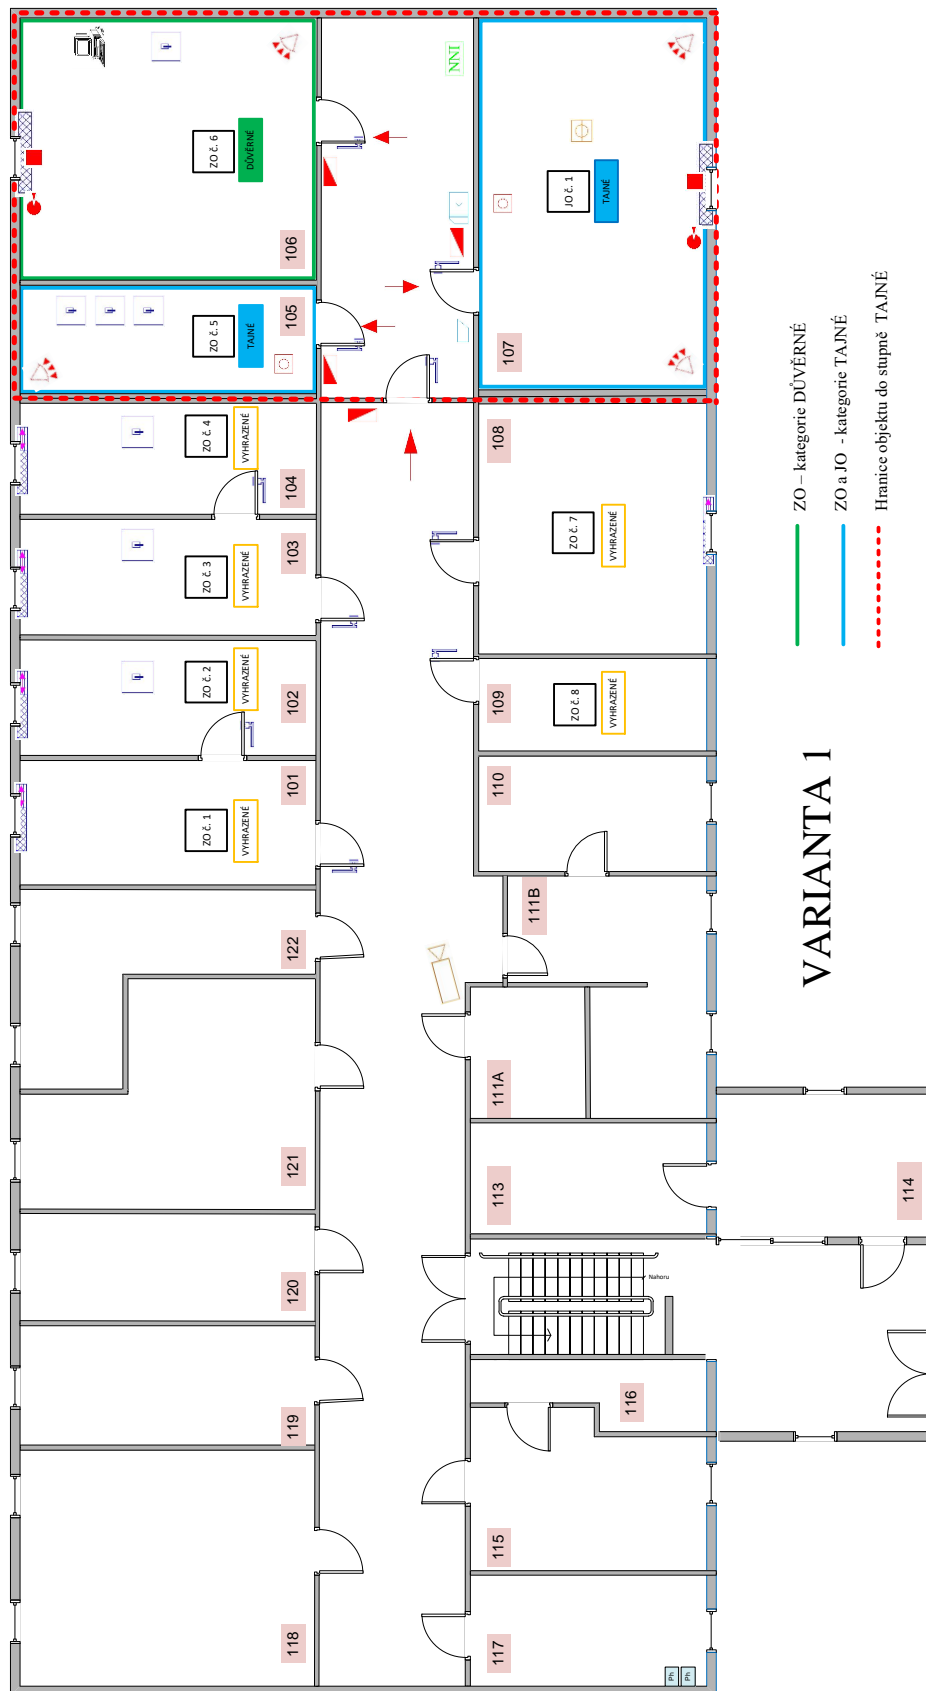 ZO č. 6
DŮVĚRNÉ
106
ZO č. 5
TAJNÉ
105
ZO č. 4
VYHRAZENÉ
104
ZO č. 3
VYHRAZENÉ
103
ZO č. 2
VYHRAZENÉ
102
ZO č. 1
VYHRAZENÉ
101
122
121
120
119
118
NNI
JO č. 1
TAJNÉ
107
108
ZO č. 7
VYHRAZENÉ
109
ZO č. 8
VYHRAZENÉ
110
111B
111A
113
114
Nahoru
116
115
117
Ph
Ph
ZO – kategorie DŮVĚRNÉ
ZO a JO - kategorie TAJNÉ
Hranice objektu do stupně TAJNÉ
VARIANTA 1